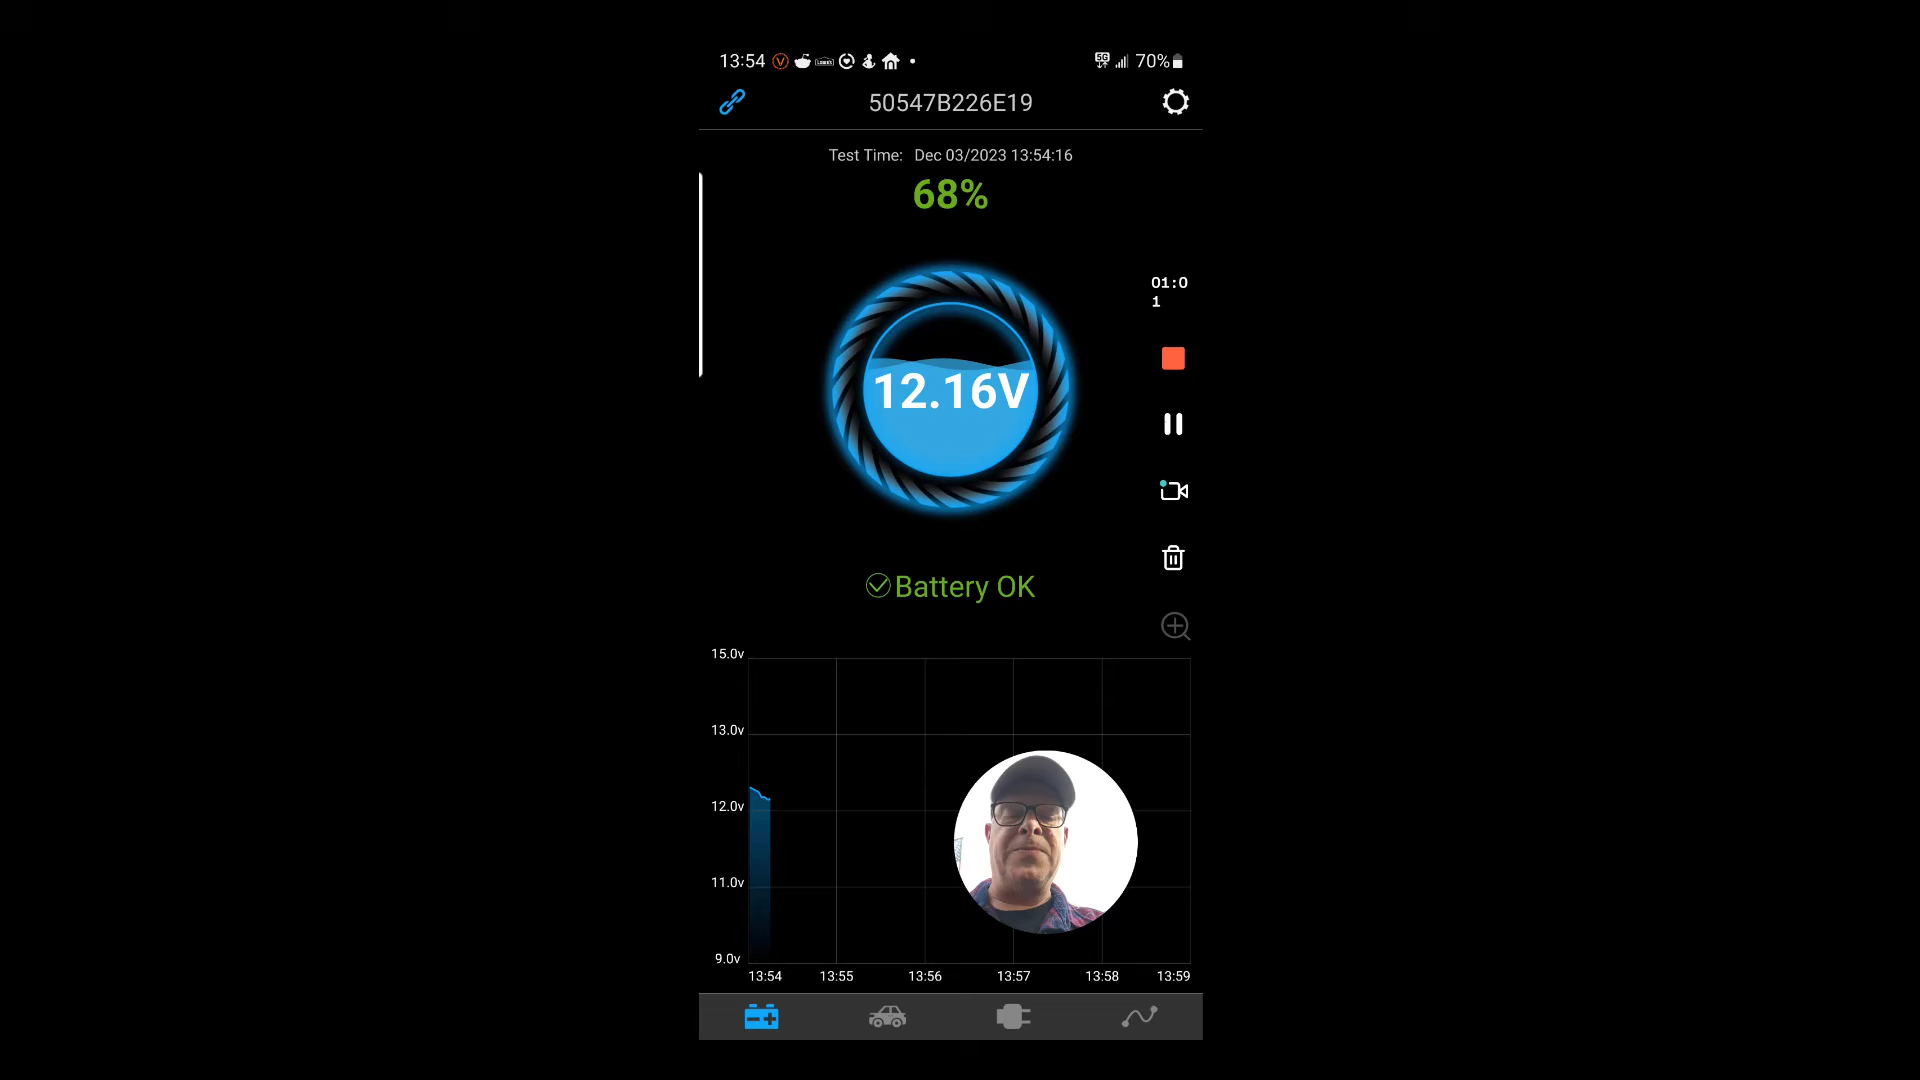 13:54 70%
50547B226E19
Test Time: Dec 03/2023 13:54:16
68%
01:0
1
12.16V
Battery OK
15.0v
13.0v
12.0v
11.0v
9.0v
13:54 13:55 13:56 13:57 13:58 13:59